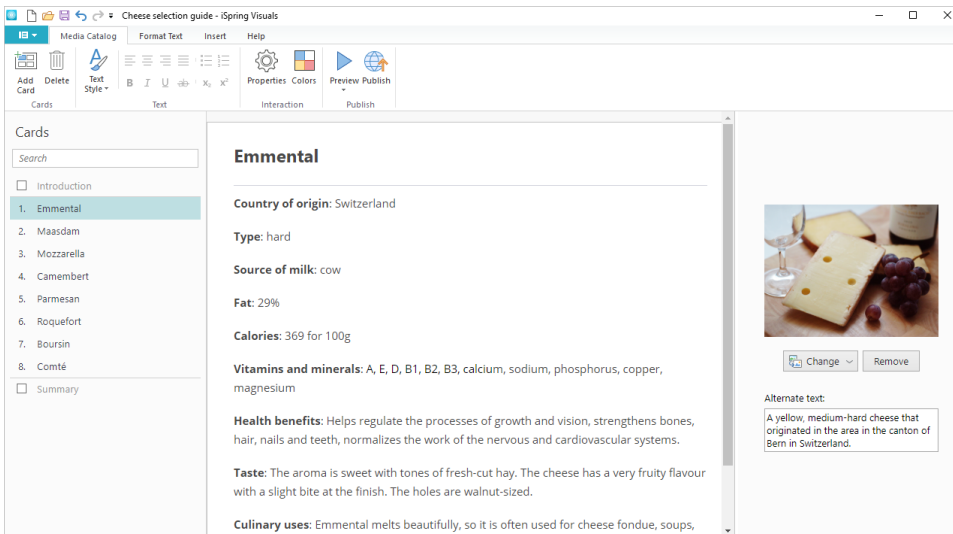 Cheese selection guide - iSpring Visuals
Media Catalog Format Text Insert Help
Add Card
Delete
Text Style
B I U ab x₂ x²
Properties Colors
Preview Publish
Cards Text Interaction Publish
Cards
Search
Introduction
1. Emmental
2. Maasdam
3. Mozzarella
4. Camembert
5. Parmesan
6. Roquefort
7. Boursin
8. Comté
Summary
Emmental
Country of origin: Switzerland
Type: hard
Source of milk: cow
Fat: 29%
Calories: 369 for 100g
Vitamins and minerals: A, E, D, B1, B2, B3, calcium, sodium, phosphorus, copper,
magnesium
Health benefits: Helps regulate the processes of growth and vision, strengthens bones,
hair, nails and teeth, normalizes the work of the nervous and cardiovascular systems.
Taste: The aroma is sweet with tones of fresh-cut hay. The cheese has a very fruity flavour
with a slight bite at the finish. The holes are walnut-sized.
Culinary uses: Emmental melts beautifully, so it is often used for cheese fondue, soups,
Change Remove
Alternate text:
A yellow, medium-hard cheese that
originated in the area in the canton of
Bern in Switzerland.